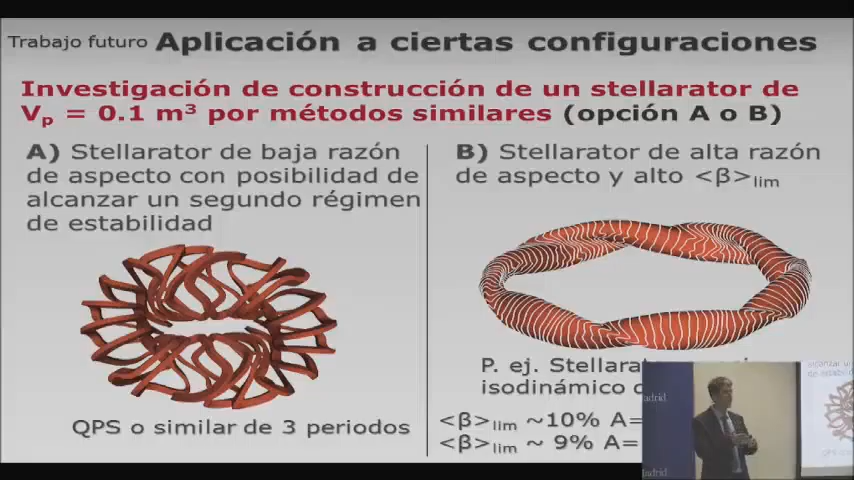 Trabajo futuro Aplicación a ciertas configuraciones
Investigación de construcción de un stellarator de
Vp = 0.1 m³ por métodos similares (opción A o B)
A) Stellarator de baja razón
de aspecto con posibilidad de
alcanzar un segundo régimen
de estabilidad
QPS o similar de 3 periodos
B) Stellarator de alta razón
de aspecto y alto <β>lim
P. ej.
isodinámico
<β>lim ~10% A=
<β>lim ~ 9% A=